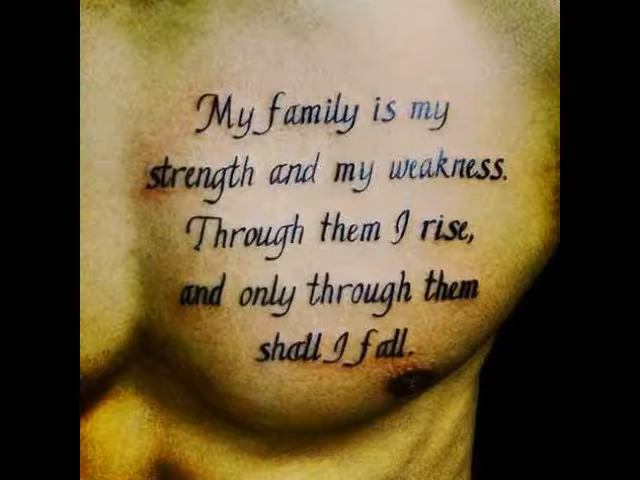 My family is my
strength and my weakness.
Through them I rise,
and only through them
shall I fall.